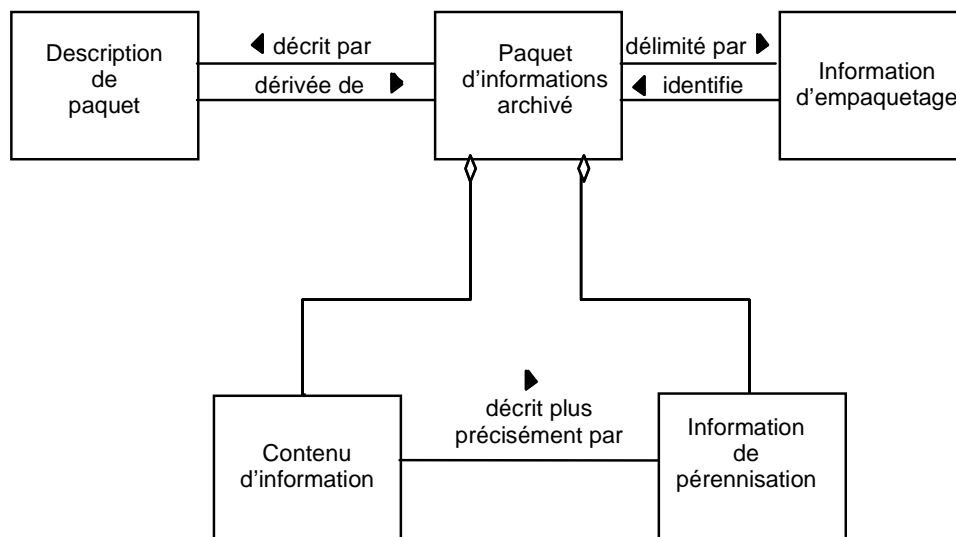 Description
de
paquet
décrit par
dérivée de
Paquet
d’informations
archivé
délimité par
identifie
Information
d’empaquetage
décrit plus
précisément par
Contenu
d’information
Information
de
pérennisation